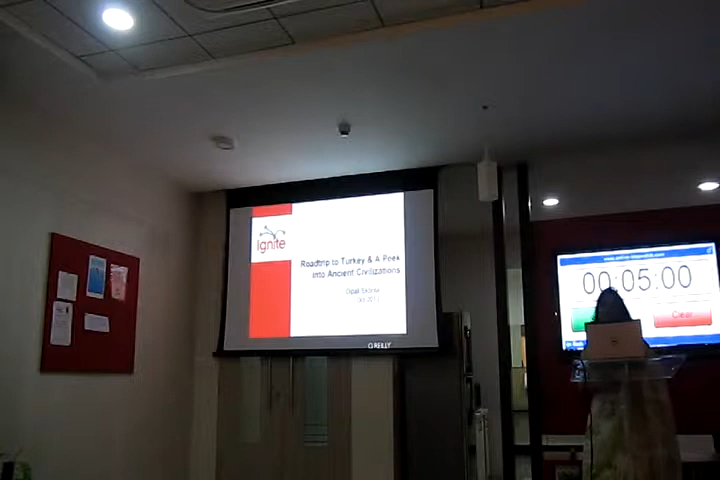 Ignite
Roadtrip to Turkey & A Peek
into Ancient Civilizations
O'REILLY
00:05:00
Clear